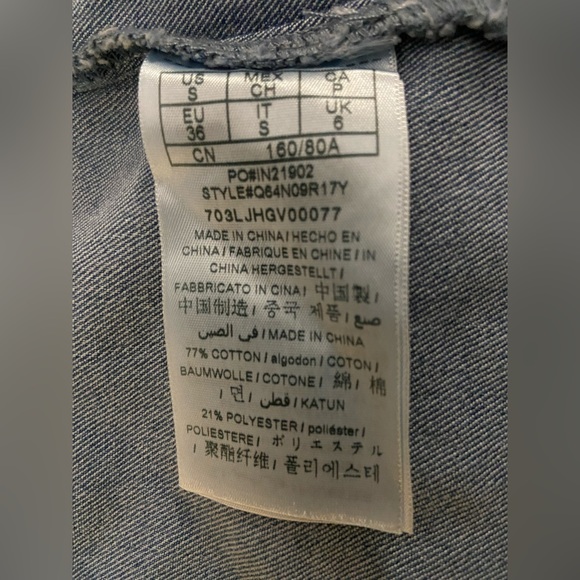 US MEX CA
S CH P
EU IT UK
36 S 6
CN 160/80A
PO#IN21902
STYLE#Q64N09R17Y
703LJHGV00077
MADE IN CHINA / HECHO EN
CHINA / FABRIQUE EN CHINE / IN
CHINA HERGESTELLT /
FABBRICATO IN CINA / 中国製 /
中国制造 / 중국 제품 / صنع
في الصين / MADE IN CHINA
77% COTTON / algodon / COTON /
BAUMWOLLE / COTONE / 綿 / 棉
/ 면 / قطن / KATUN
21% POLYESTER / poliéster /
POLIESTERE / ポリエステル
/ 聚酯纤维 / 폴리에스테